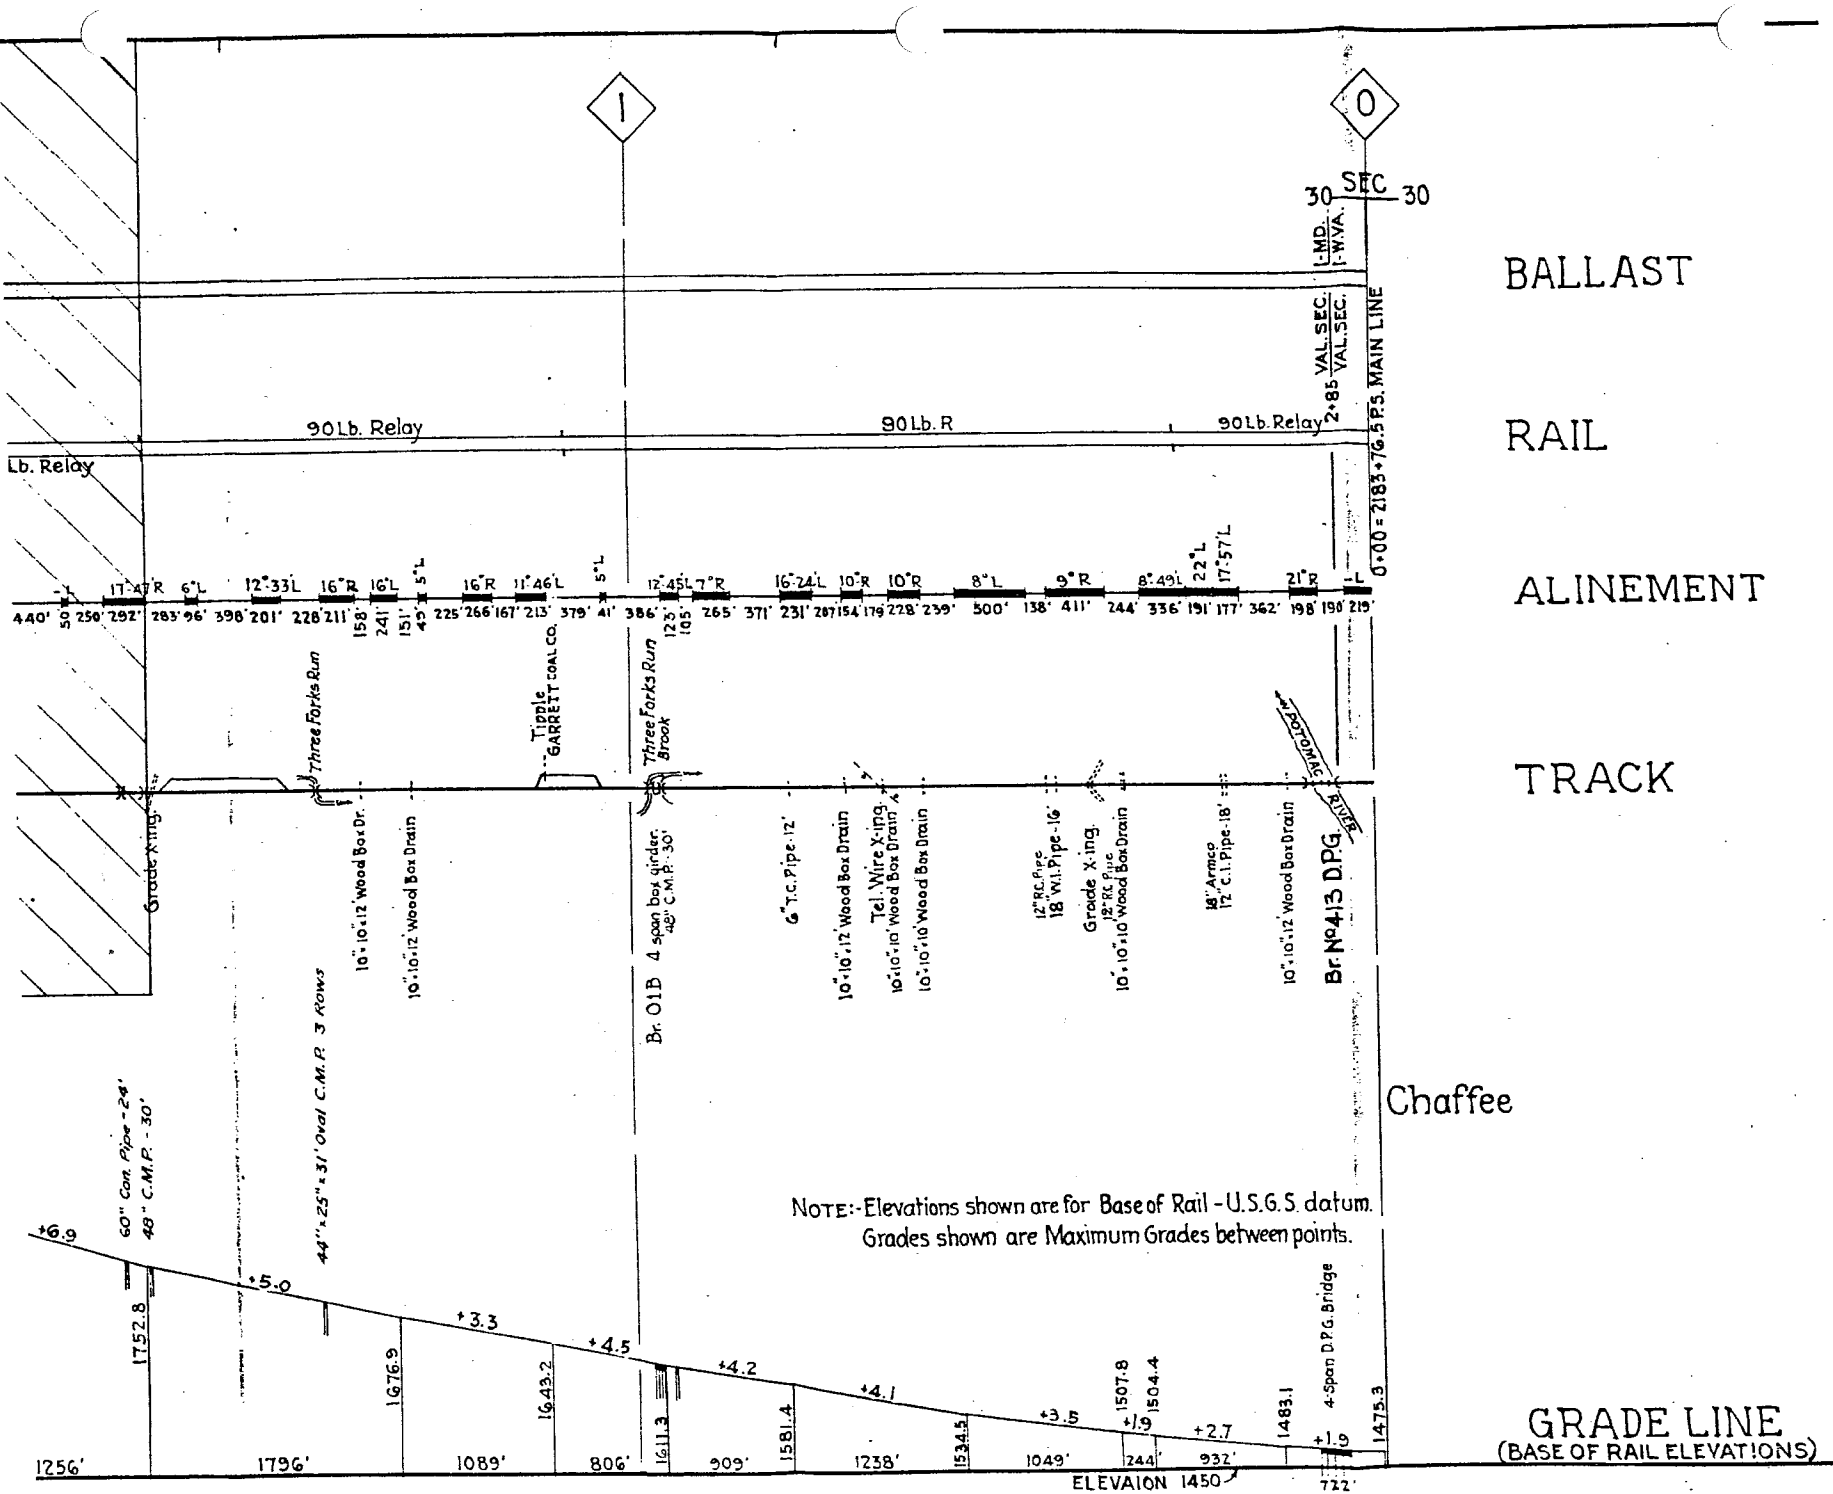 1
0
SEC
30 30
1-MD.
1-W.VA.
BALLAST
VAL. SEC.
VAL. SEC.
2+85
0+00 = 2183+76.5 P.S. MAIN LINE
90 Lb. Relay
90 Lb. R
90 Lb. Relay
Lb. Relay
RAIL
17°-47'R 6°L 12°-33'L 16°R 16°L 5°L 16°R 11°-46'L 5°L 12°-45'L 7°R 16°-24'L 10°R 10°R 8°L 9°R 8°-49'L 22°L 17°-57'L 21°R L
ALINEMENT
440' 50' 250' 292' 283' 96' 398' 201' 228' 211' 158' 241' 151' 49' 225' 266' 167' 213' 379' 41' 386' 123' 105' 265' 371' 231' 207' 154' 179' 228' 239' 500' 138' 411' 244' 336' 191' 177' 362' 198' 190' 219'
Three Forks Run
Tipple
GARRETT COAL CO.
Three Forks Run
Brook
N POTOMAC
RIVER
TRACK
Grade X-ing.
10"x10"x12' Wood Box Dr.
10"x10"x12' Wood Box Drain
Br. 01B 4 span box girder.
48" C.M.P.-30'
6" T.C. Pipe-12'
10"x10"x12' Wood Box Drain
Tel. Wire X-ing.
10"x10"x10' Wood Box Drain
10"x10"x10' Wood Box Drain
12" R.C. Pipe
18" W.I. Pipe-16'
Grade X-ing.
12" R.C. Pipe
10"x10"x10' Wood Box Drain
18" Armco
12" C.I. Pipe-18'
10"x10"x12' Wood Box Drain
Br. No 413 D.P.G.
60" Con. Pipe-24'
48" C.M.P.-30'
44"x25"x31' Oval C.M.P. 3 Rows
Chaffee
NOTE:-Elevations shown are for Base of Rail-U.S.G.S. datum.
Grades shown are Maximum Grades between points.
4-Span D.P.G. Bridge
+6.9 +5.0 +3.3 +4.5 +4.2 +4.1 +3.5 +1.9 +2.7 +1.9
1752.8 1676.9 1643.2 1611.3 1581.4 1534.5 1507.8 1504.4 1483.1 1475.3
GRADE LINE
(BASE OF RAIL ELEVATIONS)
1256' 1796' 1089' 806' 909' 1238' 1049' 244' 932' 722'
ELEVAION 1450